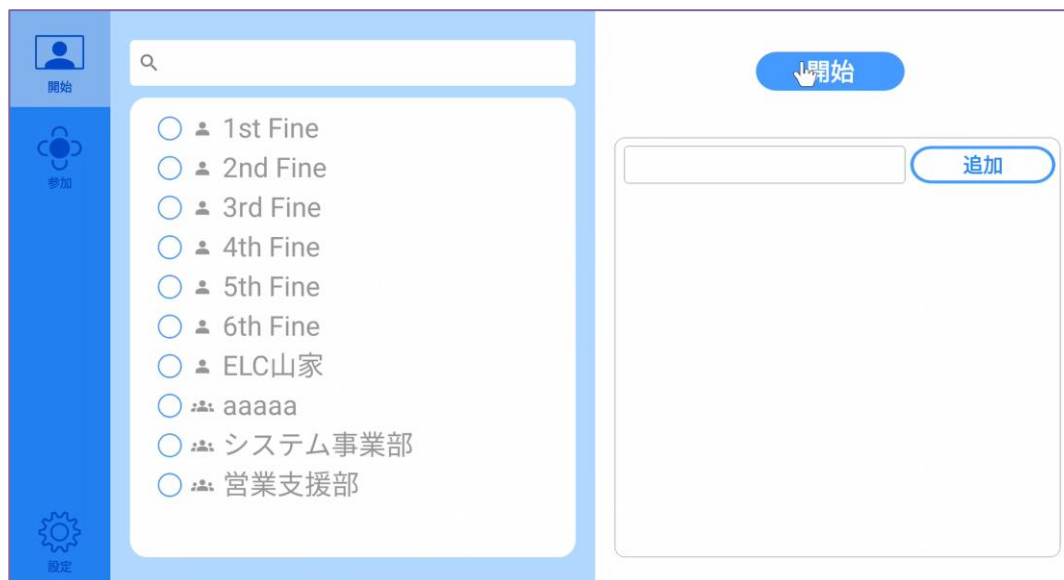 開始
参加
設定
1st Fine
2nd Fine
3rd Fine
4th Fine
5th Fine
6th Fine
ELC山家
aaaaa
システム事業部
営業支援部
開始
追加